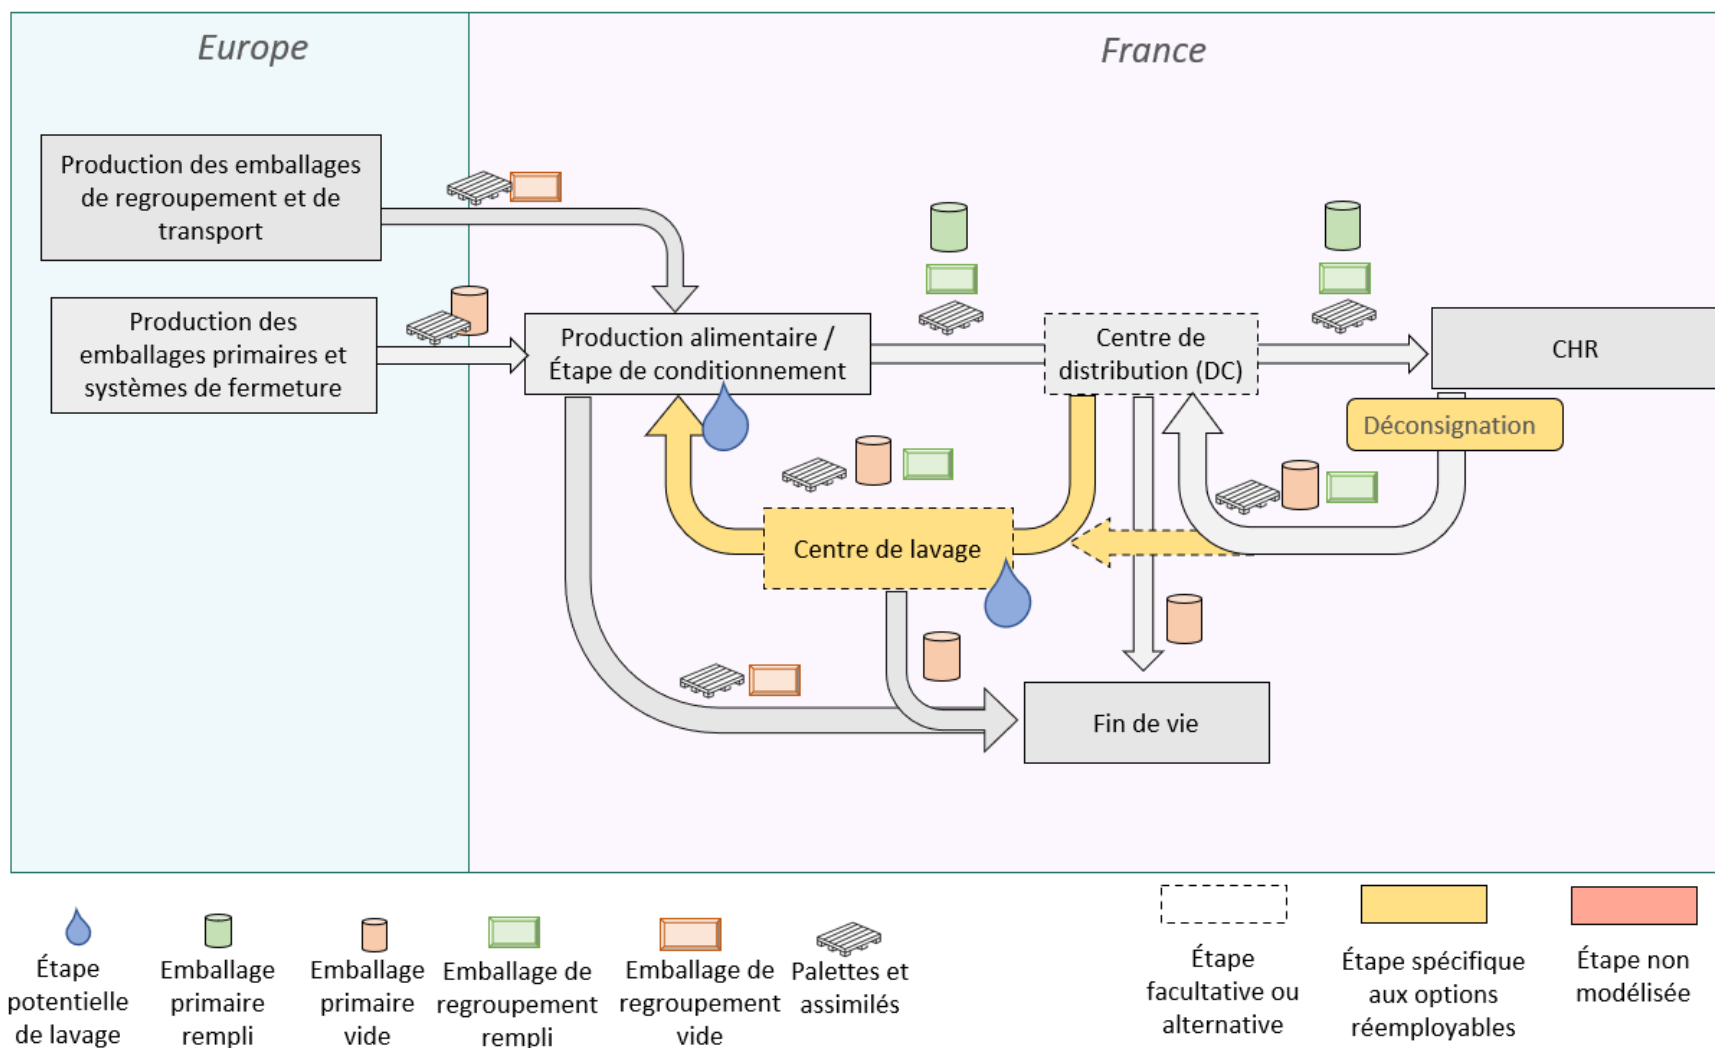 Europe
France
Production des emballages
de regroupement et de
transport
Production des
emballages primaires et
systèmes de fermeture
Production alimentaire /
Étape de conditionnement
Centre de
distribution (DC)
CHR
Déconsignation
Centre de lavage
Fin de vie
Étape
potentielle
de lavage
Emballage
primaire
rempli
Emballage
primaire
vide
Emballage de
regroupement
rempli
Emballage de
regroupement
vide
Palettes et
assimilés
Étape
facultative ou
alternative
Étape spécifique
aux options
réemployables
Étape non
modélisée